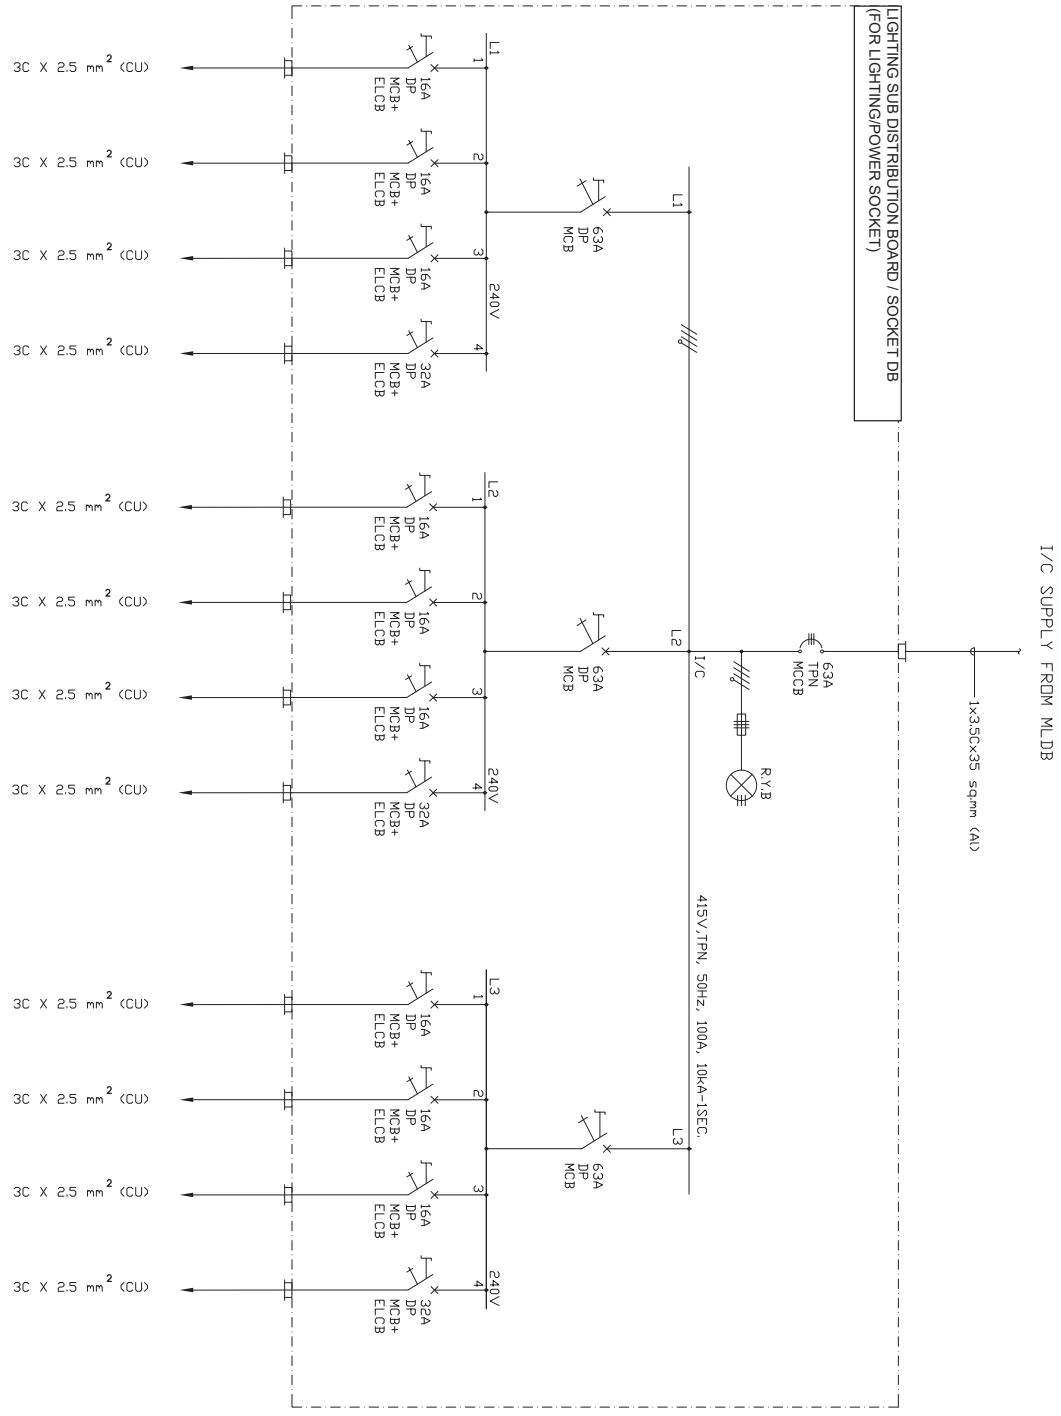 LIGHTING SUB DISTRIBUTION BOARD / SOCKET DB
(FOR LIGHTING/POWER SOCKET)
I/C SUPPLY FROM MLDB
1x3.5Cx35 sq.mm (Al)
63A
TPN
MCCB
R.Y.B
I/C
415V,TPN, 50Hz, 100A, 10kA-1SEC.
L1
63A
DP
MCB
L2
63A
DP
MCB
L3
63A
DP
MCB
L1
240V
1
16A
DP
MCB+
ELCB
3C X 2.5 mm² (CU)
2
16A
DP
MCB+
ELCB
3C X 2.5 mm² (CU)
3
16A
DP
MCB+
ELCB
3C X 2.5 mm² (CU)
4
32A
DP
MCB+
ELCB
3C X 2.5 mm² (CU)
L2
240V
1
16A
DP
MCB+
ELCB
3C X 2.5 mm² (CU)
2
16A
DP
MCB+
ELCB
3C X 2.5 mm² (CU)
3
16A
DP
MCB+
ELCB
3C X 2.5 mm² (CU)
4
32A
DP
MCB+
ELCB
3C X 2.5 mm² (CU)
L3
240V
1
16A
DP
MCB+
ELCB
3C X 2.5 mm² (CU)
2
16A
DP
MCB+
ELCB
3C X 2.5 mm² (CU)
3
16A
DP
MCB+
ELCB
3C X 2.5 mm² (CU)
4
32A
DP
MCB+
ELCB
3C X 2.5 mm² (CU)